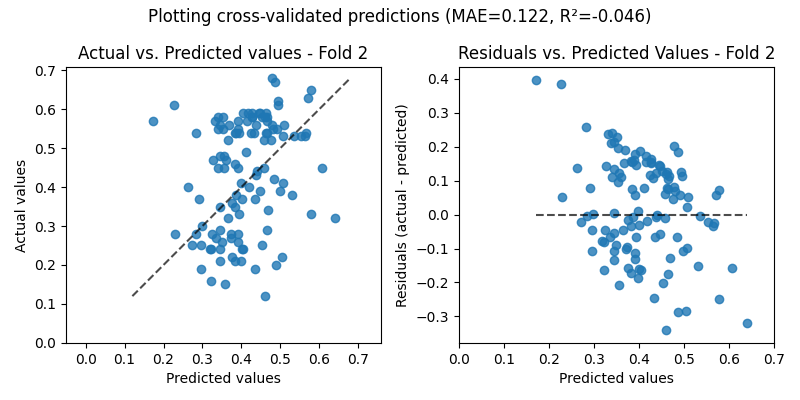 Plotting cross-validated predictions (MAE=0.122, R²=-0.046)
Actual vs. Predicted values - Fold 2
Residuals vs. Predicted Values - Fold 2
Actual values
0.7
0.6
0.5
0.4
0.3
0.2
0.1
0.0
0.0 0.1 0.2 0.3 0.4 0.5 0.6 0.7
Predicted values
Residuals (actual - predicted)
0.4
0.3
0.2
0.1
0.0
−0.1
−0.2
−0.3
0.0 0.1 0.2 0.3 0.4 0.5 0.6 0.7
Predicted values